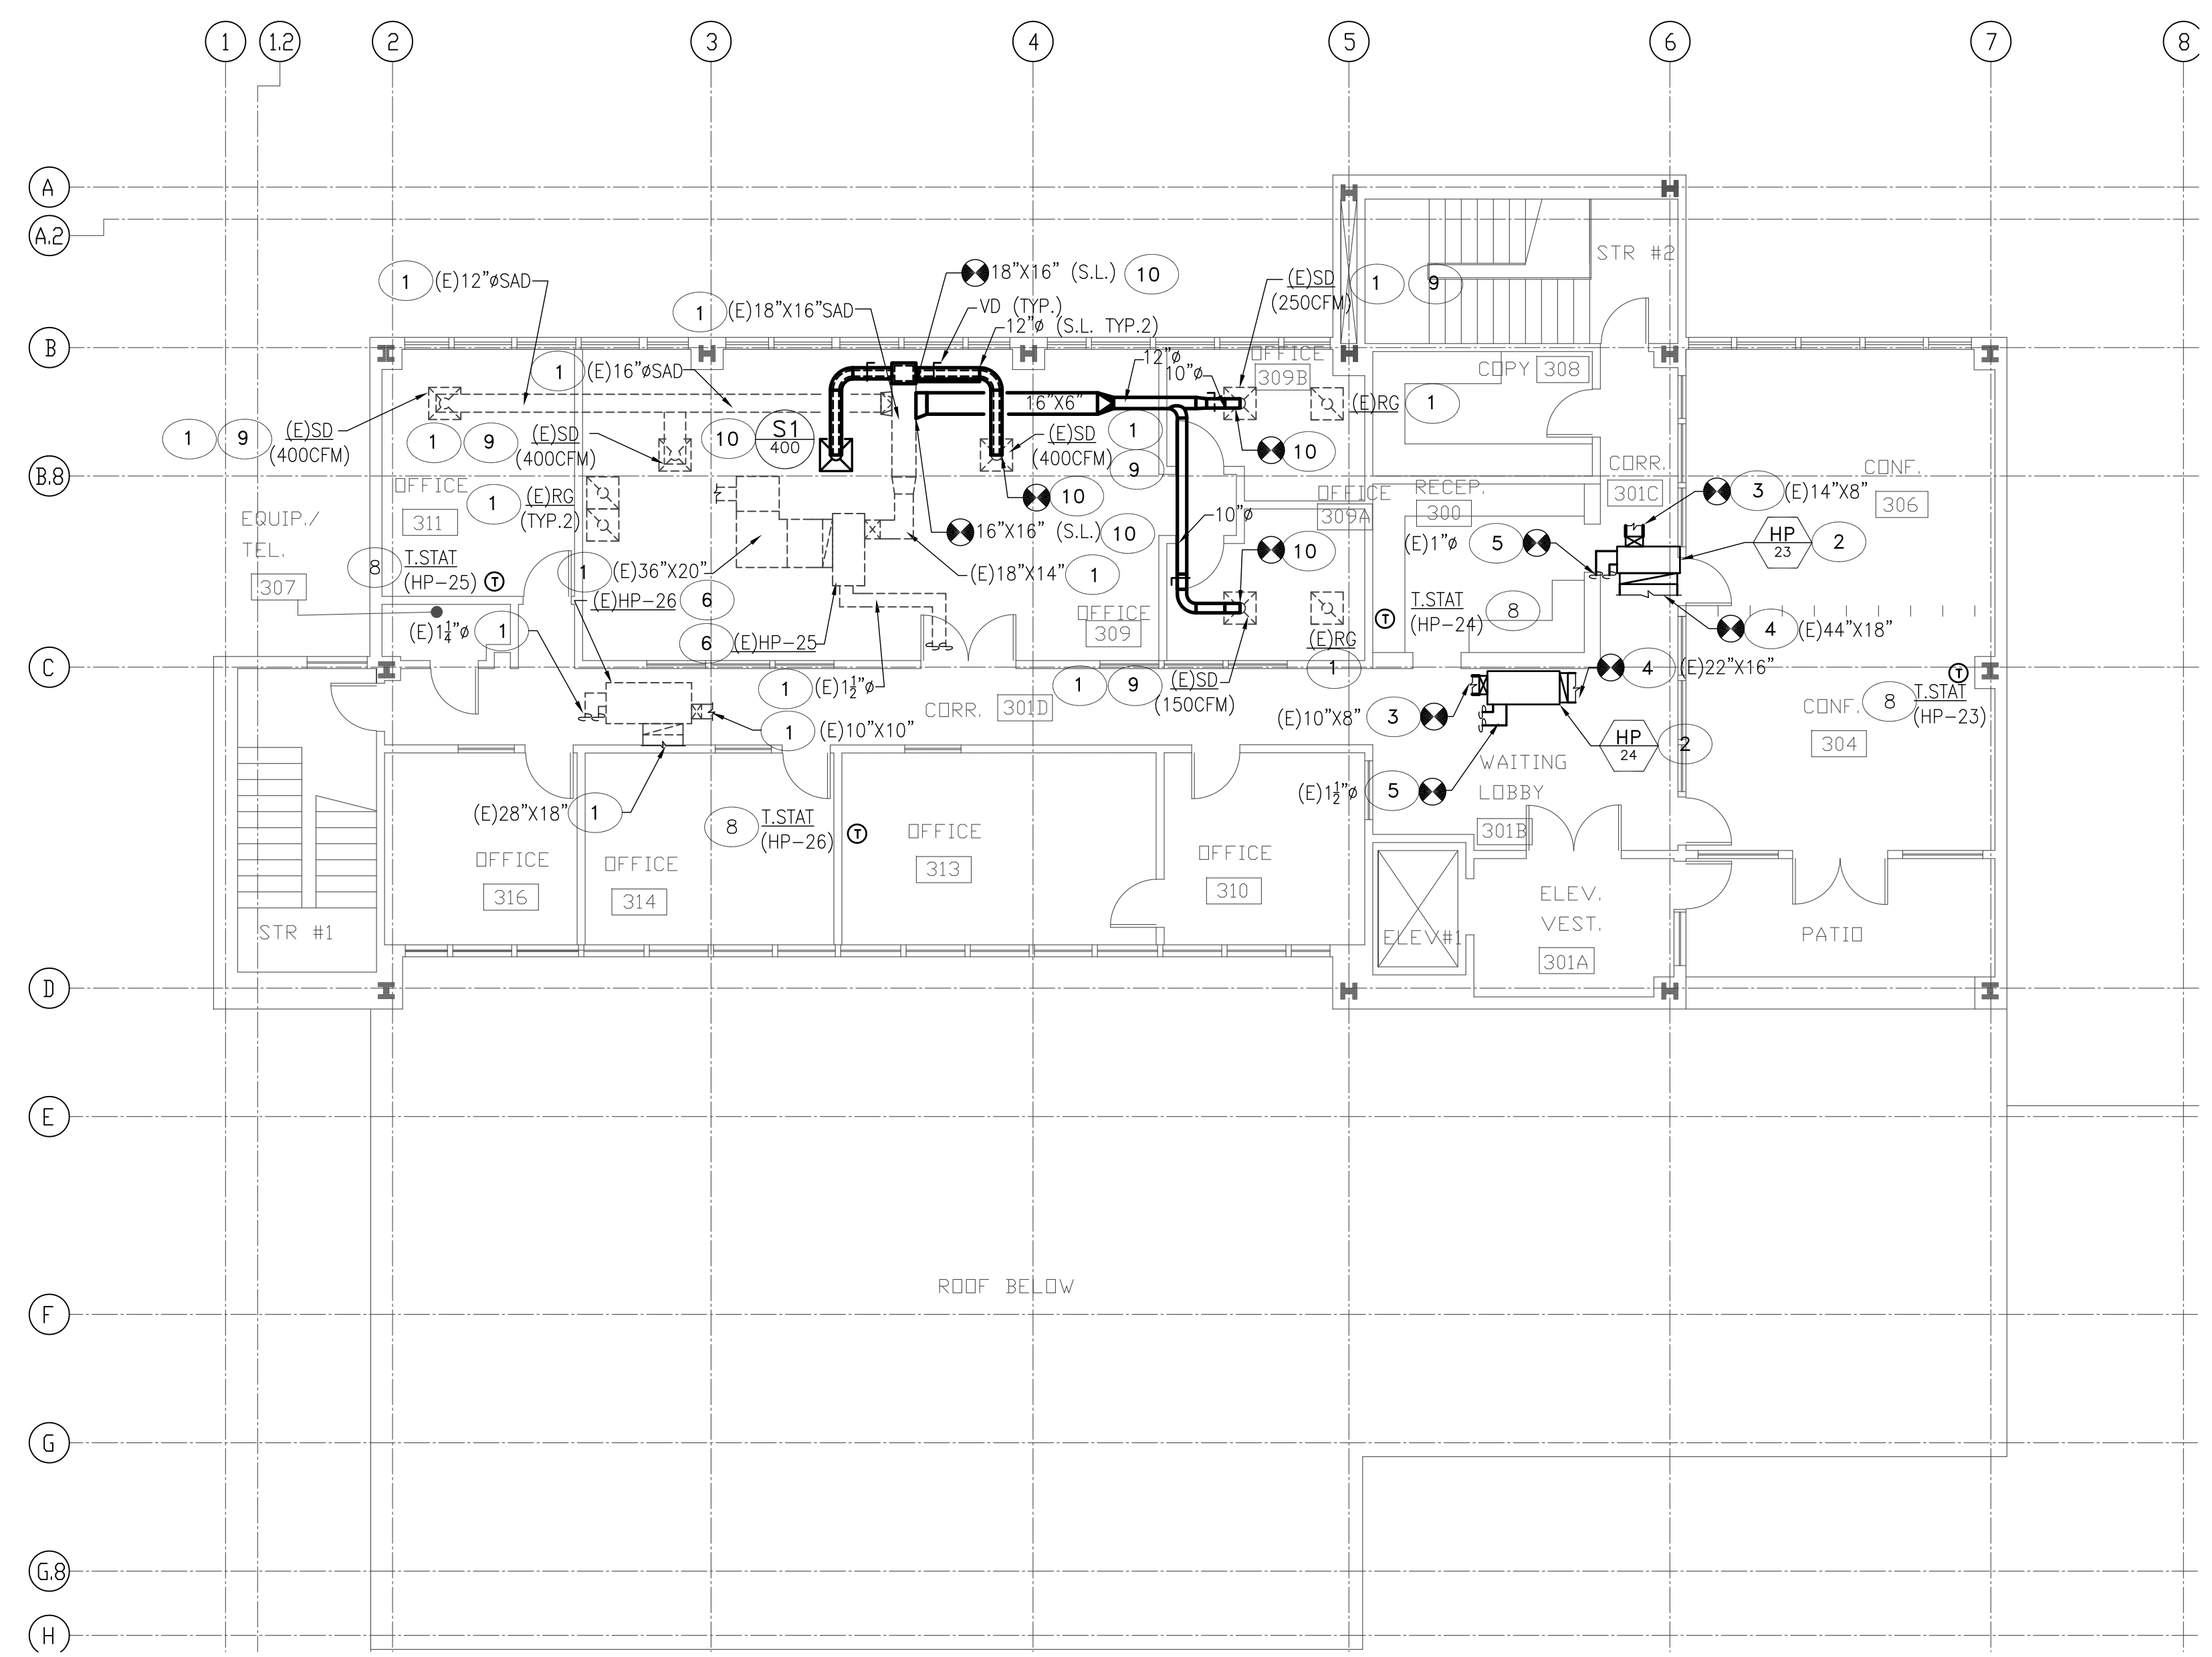 1
1.2
2
3
4
5
6
7
8
A
A.2
B
B.8
C
D
E
F
G
G.8
H
1 (E)12"øSAD
1 (E)18"X16"SAD
18"X16" (S.L.) 10
VD (TYP.)
12"ø (S.L. TYP.2)
(E)SD
(250CFM)
1 9
STR #2
1 (E)16"øSAD
12"ø
10"ø
OFFICE
309B
COPY 308
16"X6"
(E)RG 1
1 9 (E)SD
(400CFM)
1 9 (E)SD
(400CFM)
10
S1
400
(E)SD
(400CFM)
1
9
10
OFFICE
311
1 (E)RG
(TYP.2)
10
16"X16" (S.L.) 10
OFFICE
309A
RECEP.
300
CORR.
301C
3 (E)14"X8"
CONF.
306
EQUIP./
TEL.
307
8 T.STAT
(HP-25)
T
1 (E)36"X20"
(E)18"X14" 1
10"ø
10
(E)1"ø 5
HP
23
2
(E)HP-26 6
6 (E)HP-25
(E)1¼"ø 1
OFFICE
309
T
T.STAT
(HP-24)
8
4 (E)44"X18"
(E)RG
1
1 (E)1½"ø
1 9 (E)SD
(150CFM)
4 (E)22"X16"
CORR. 301D
1 (E)10"X10"
(E)10"X8" 3
HP
24
2
T
8 T.STAT
(HP-23)
CONF.
304
WAITING
LOBBY
301B
(E)1½"ø 5
(E)28"X18" 1
8 T.STAT
(HP-26)
T
OFFICE
316
OFFICE
314
OFFICE
313
OFFICE
310
STR #1
ELEV#1
ELEV.
VEST.
301A
PATIO
ROOF BELOW